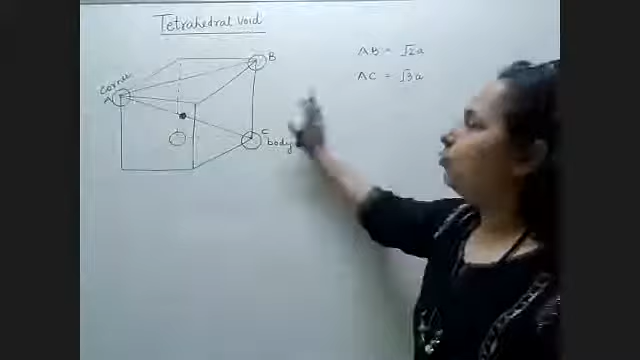 Tetrahedral void
Corner
A
B
C
body
AB = √2a
AC = √3a